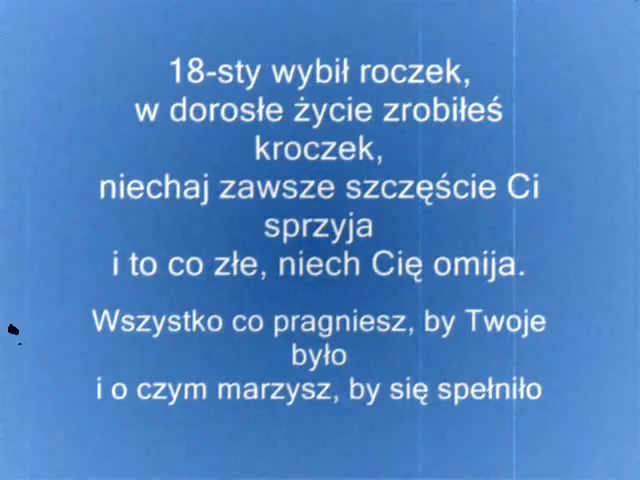 18-sty wybił roczek,
w dorosłe życie zrobiłeś
kroczek,
niechaj zawsze szczęście Ci
sprzyja
i to co złe, niech Cię omija.
Wszystko co pragniesz, by Twoje
było
i o czym marzysz, by się spełniło